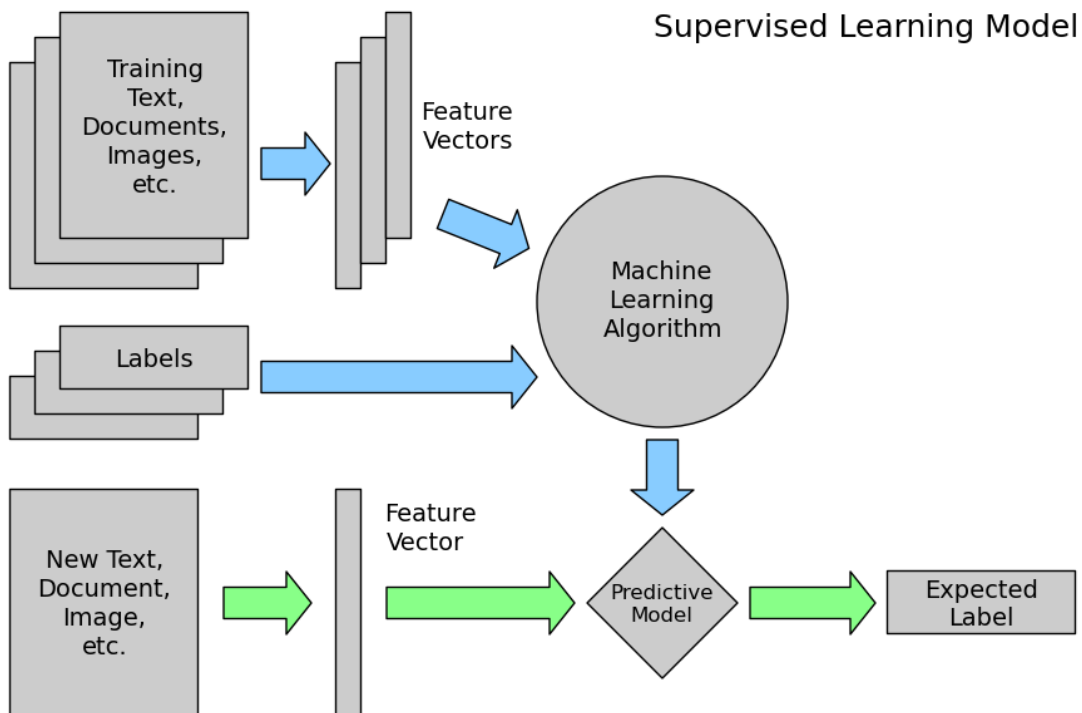 Supervised Learning Model
Training
Text,
Documents,
Images,
etc.
Feature
Vectors
Machine
Learning
Algorithm
Labels
New Text,
Document,
Image,
etc.
Feature
Vector
Predictive
Model
Expected
Label